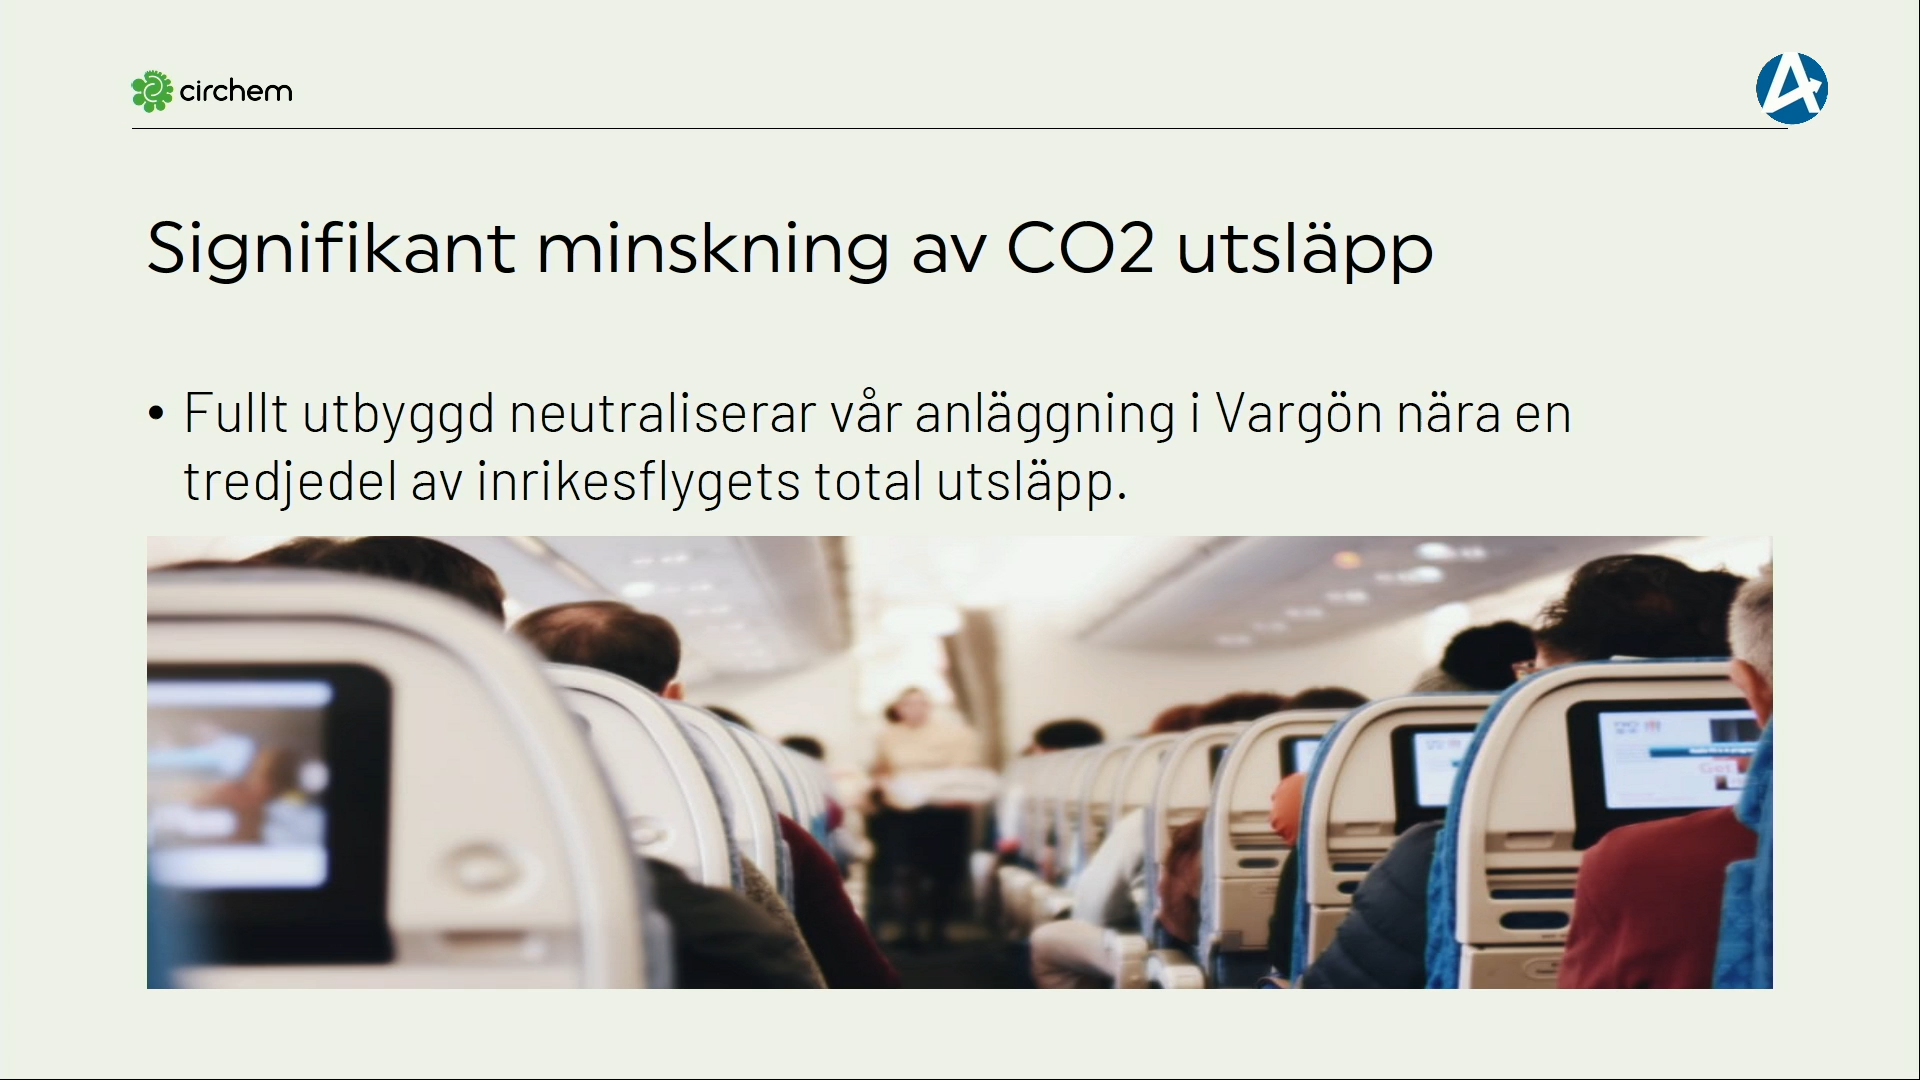 circhem
Signifikant minskning av CO2 utsläpp
• Fullt utbyggd neutraliserar vår anläggning i Vargön nära en
tredjedel av inrikesflygets total utsläpp.